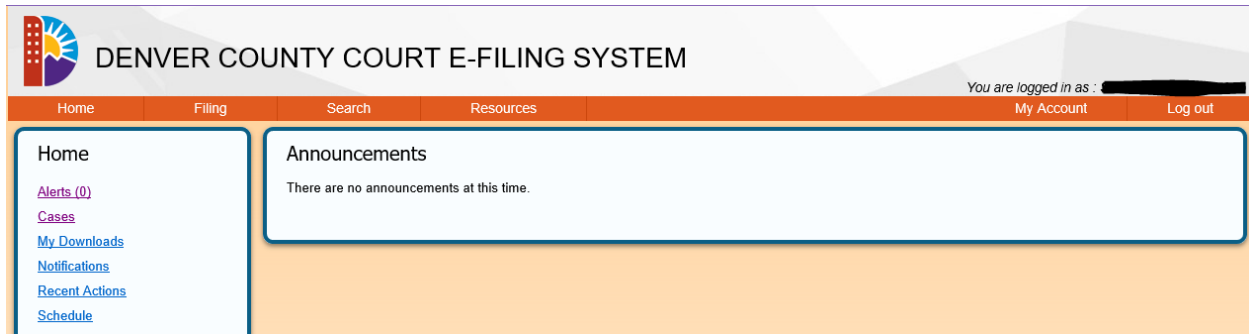 DENVER COUNTY COURT E-FILING SYSTEM
You are logged in as :
Home Filing Search Resources My Account Log out
Home
Alerts (0)
Cases
My Downloads
Notifications
Recent Actions
Schedule
Announcements
There are no announcements at this time.